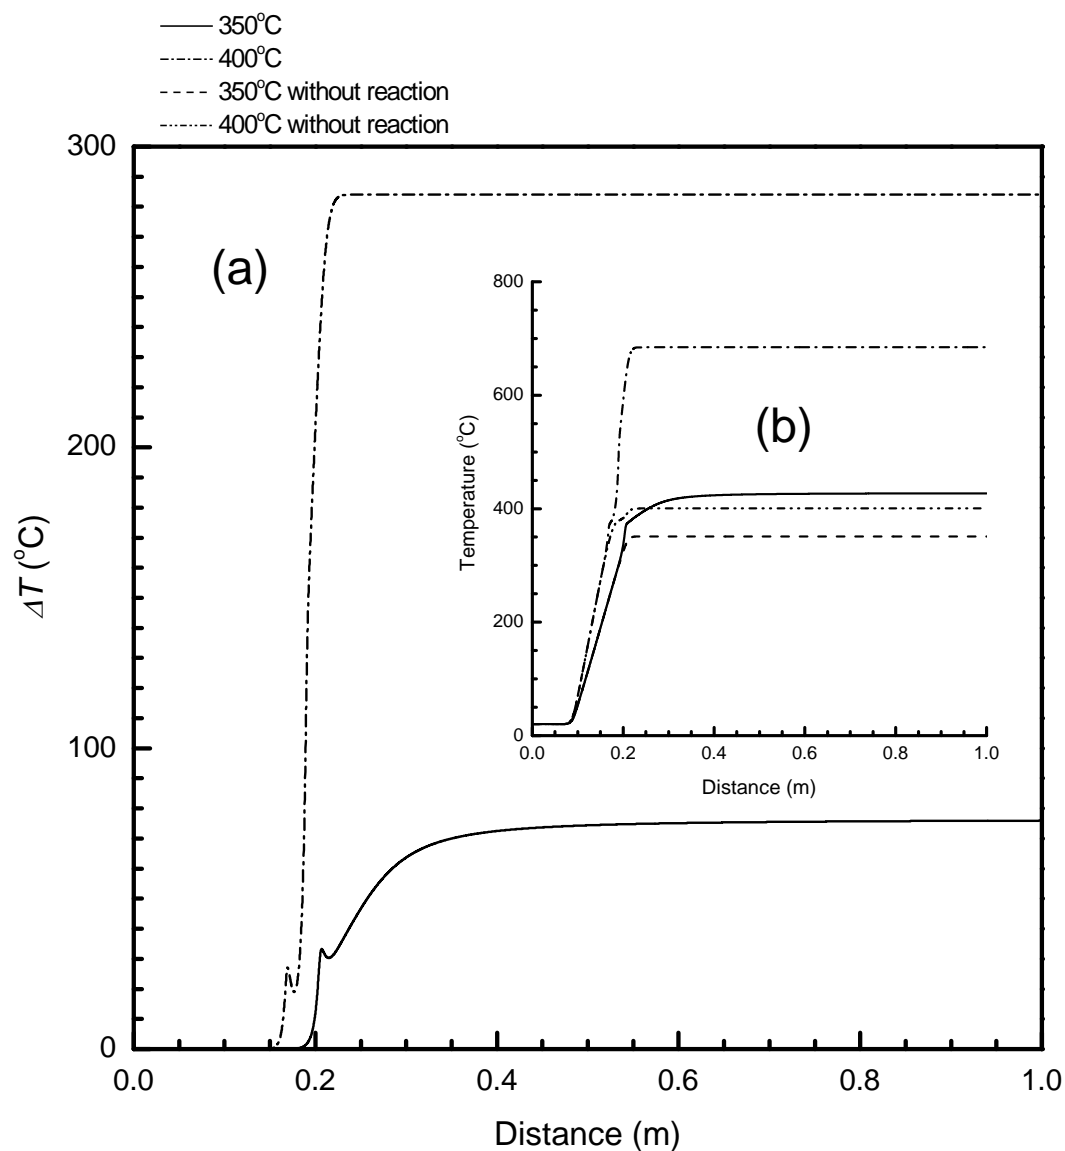 350°C
400°C
350°C without reaction
400°C without reaction
300
200
100
0
ΔT (°C)
(a)
0.0 0.2 0.4 0.6 0.8 1.0
Distance (m)
800
600
400
200
0
Temperature (°C)
(b)
0.0 0.2 0.4 0.6 0.8 1.0
Distance (m)